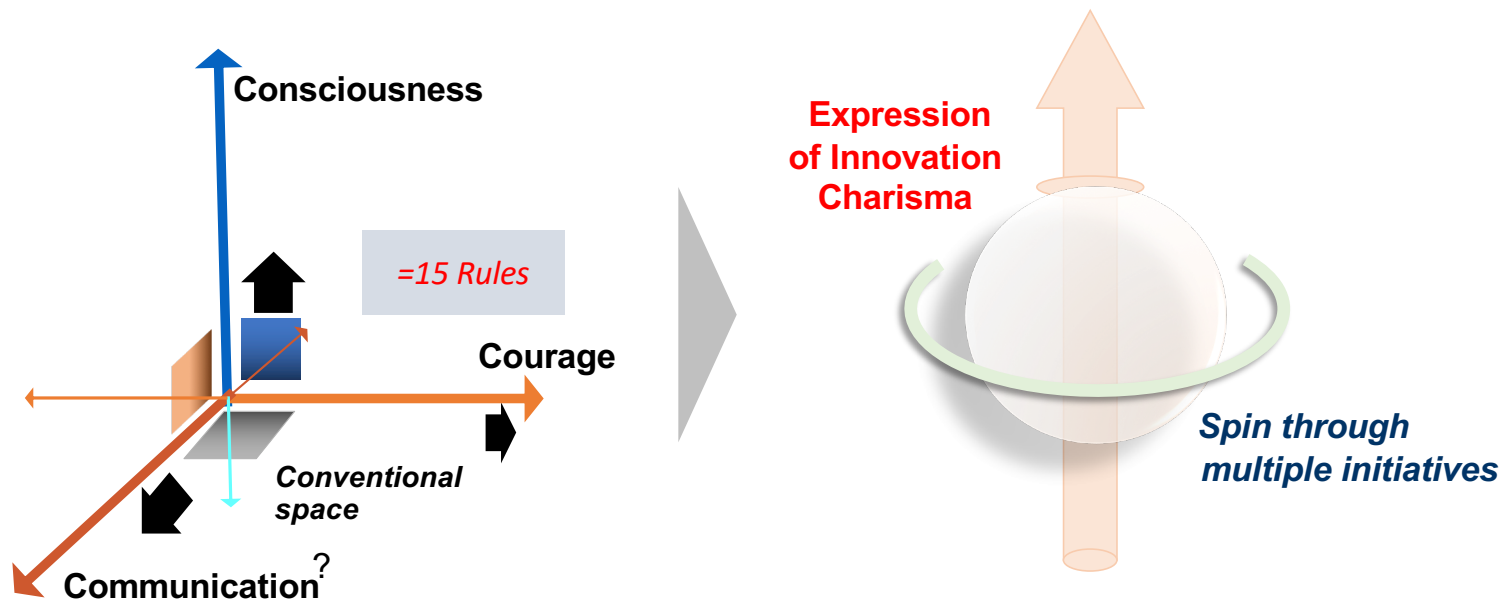 Consciousness
=15 Rules
Courage
Conventional
space
Communication?
Expression
of Innovation
Charisma
Spin through
multiple initiatives